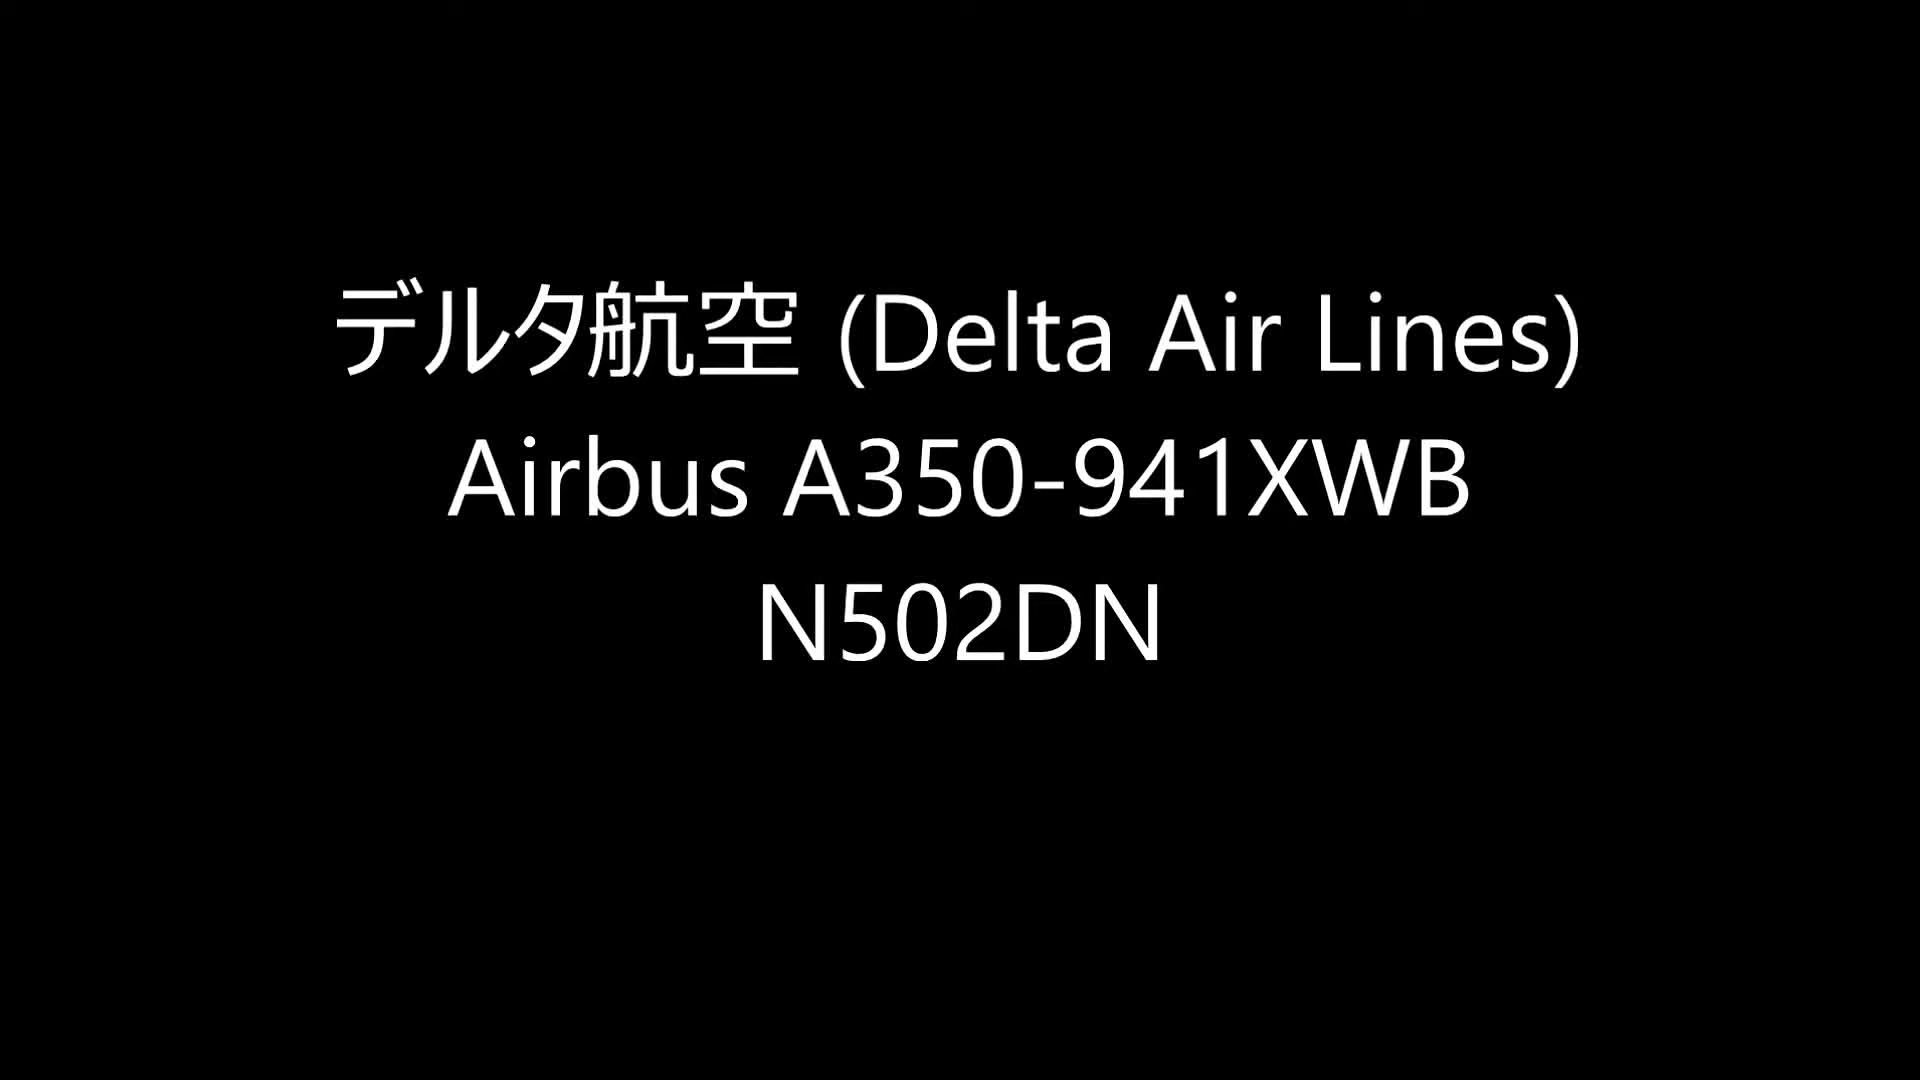 デルタ航空 (Delta Air Lines)
Airbus A350-941XWB
N502DN